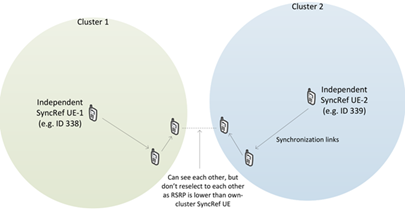 Cluster 1
Cluster 2
Independent
SyncRef UE-1
(e.g. ID 338)
Independent
SyncRef UE-2
(e.g. ID 339)
Synchronization links
Can see each other, but
don't reselect to each other
as RSRP is lower than own-
cluster SyncRef UE